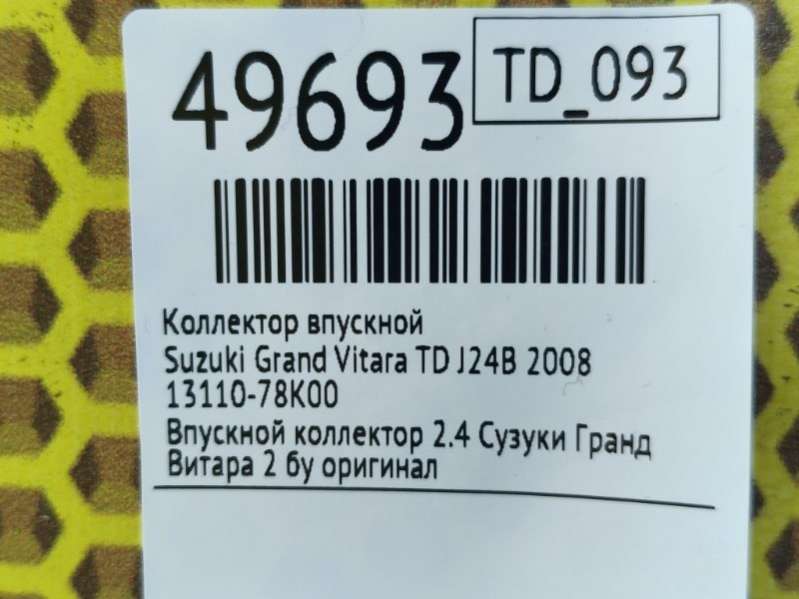 49693
TD_093
Коллектор впускной
Suzuki Grand Vitara TD J24B 2008
13110-78K00
Впускной коллектор 2.4 Сузуки Гранд
Витара 2 бу оригинал